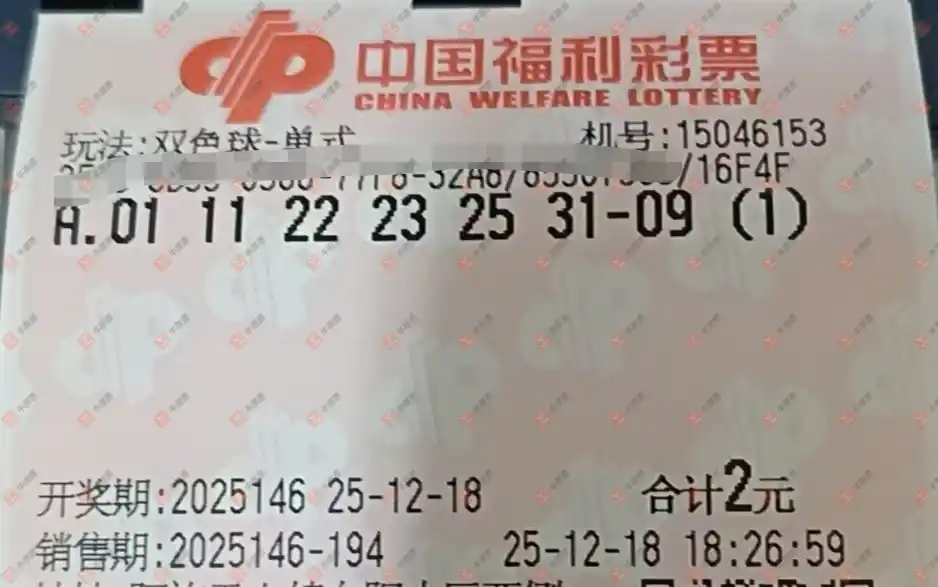 中国福利彩票
CHINA WELFARE LOTTERY
玩法:双色球-单式 机号:15046153
/16F4F
A.01 11 22 23 25 31-09 (1)
开奖期:2025146 25-12-18 合计2元
销售期:2025146-194 25-12-18 18:26:59